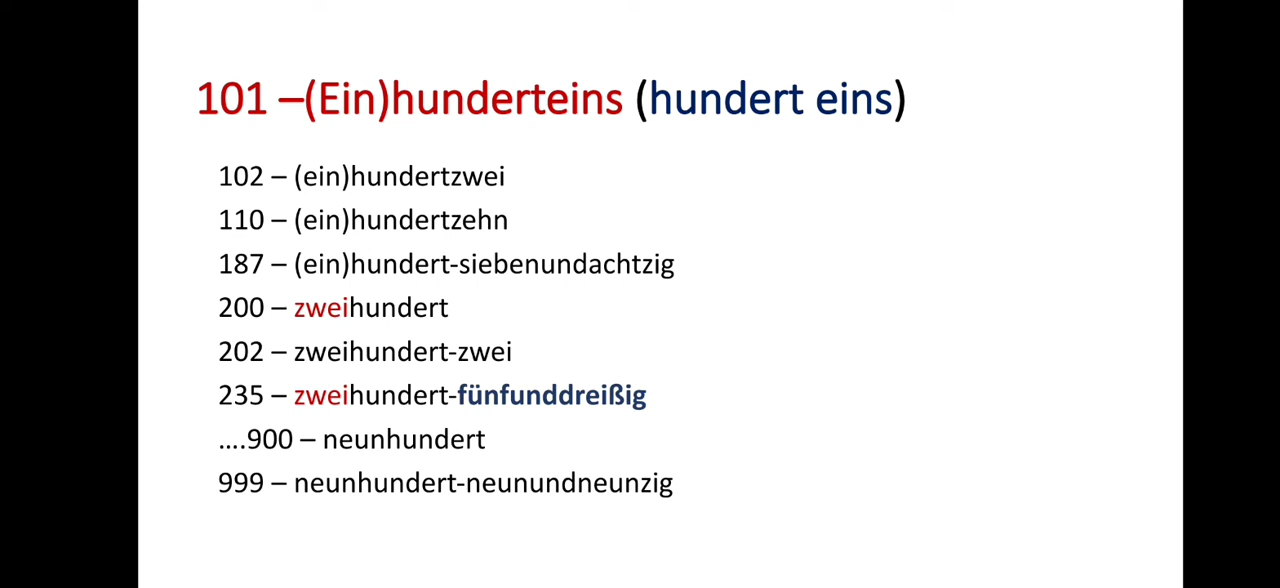 101 –(Ein)hunderteins (hundert eins)
102 – (ein)hundertzwei
110 – (ein)hundertzehn
187 – (ein)hundert-siebenundachtzig
200 – zweihundert
202 – zweihundert-zwei
235 – zweihundert-fünfunddreißig
….900 – neunhundert
999 – neunhundert-neunundneunzig